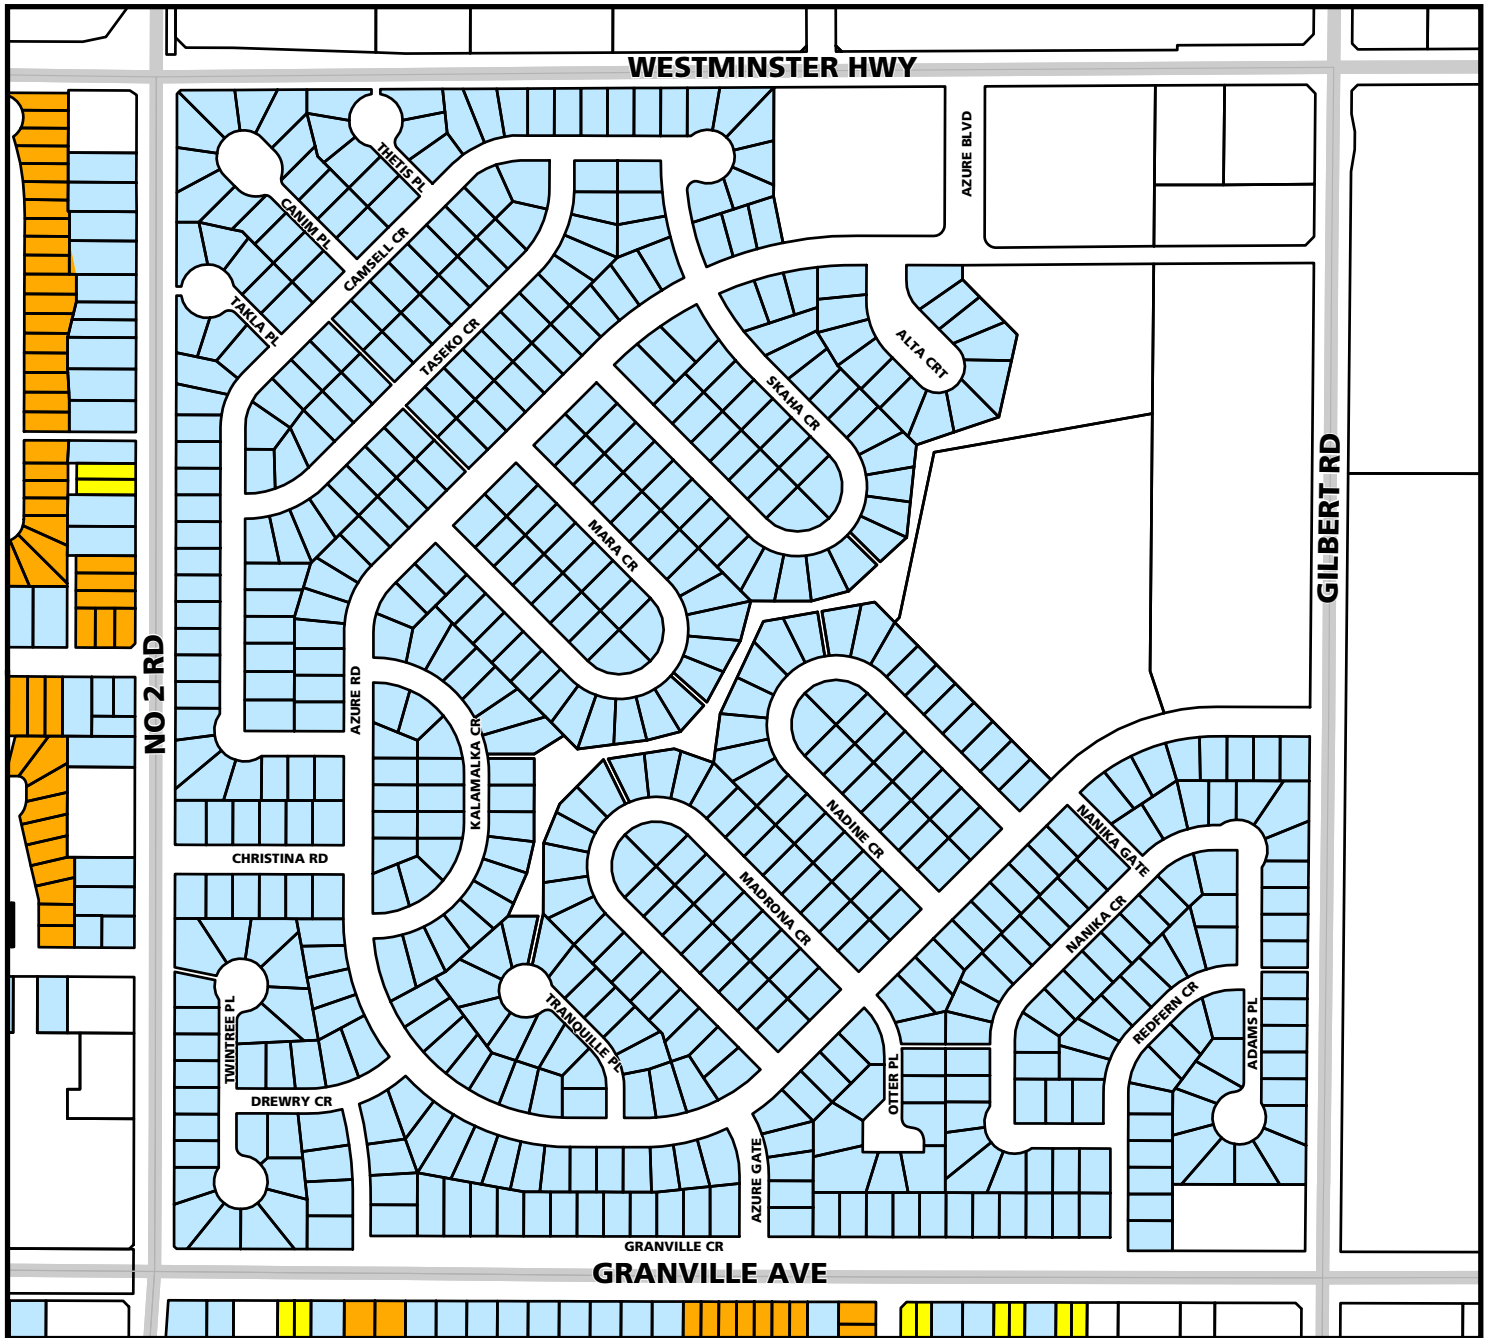 WESTMINSTER HWY
AZURE BLVD
THETIS PL
CANIM PL
CAMSELL CR
TAKLA PL
TASEKO CR
ALTA CRT
SKAHA CR
GILBERT RD
MARA CR
NO 2 RD
AZURE RD
KALAMALKA CR
NADINE CR
NANIKA GATE
CHRISTINA RD
MADRONA CR
NANIKA CR
TWINTREE PL
TRANQUILLE PL
REDFERN CR
ADAMS PL
OTTER PL
DREWRY CR
AZURE GATE
GRANVILLE CR
GRANVILLE AVE